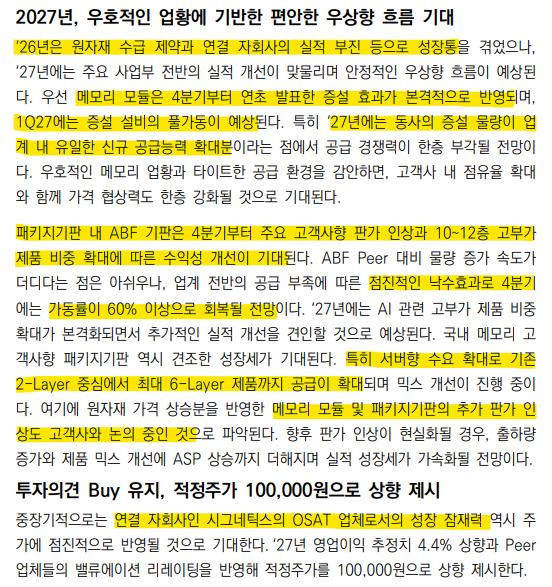 2027년, 우호적인 업황에 기반한 편안한 우상향 흐름 기대
‘26년은 원자재 수급 제약과 연결 자회사의 실적 부진 등으로 성장통을 겪었으나,
‘27년에는 주요 사업부 전반의 실적 개선이 맞물리며 안정적인 우상향 흐름이 예상된
다. 우선 메모리 모듈은 4분기부터 연초 발표한 증설 효과가 본격적으로 반영되며,
1Q27에는 증설 설비의 풀가동이 예상된다. 특히 ‘27년에는 동사의 증설 물량이 업
계 내 유일한 신규 공급능력 확대분이라는 점에서 공급 경쟁력이 한층 부각될 전망이
다. 우호적인 메모리 업황과 타이트한 공급 환경을 감안하면, 고객사 내 점유율 확대
와 함께 가격 협상력도 한층 강화될 것으로 기대된다.
패키지기판 내 ABF 기판은 4분기부터 주요 고객사향 판가 인상과 10~12층 고부가
제품 비중 확대에 따른 수익성 개선이 기대된다. ABF Peer 대비 물량 증가 속도가
더디다는 점은 아쉬우나, 업계 전반의 공급 부족에 따른 점진적인 낙수효과로 4분기
에는 가동률이 60% 이상으로 회복될 전망이다. ‘27년에는 AI 관련 고부가 제품 비중
확대가 본격화되면서 추가적인 실적 개선을 견인할 것으로 예상된다. 국내 메모리 고
객사향 패키지기판 역시 견조한 성장세가 기대된다. 특히 서버향 수요 확대로 기존
2-Layer 중심에서 최대 6-Layer 제품까지 공급이 확대되며 믹스 개선이 진행 중이
다. 여기에 원자재 가격 상승분을 반영한 메모리 모듈 및 패키지기판의 추가 판가 인
상도 고객사와 논의 중인 것으로 파악된다. 향후 판가 인상이 현실화될 경우, 출하량
증가와 제품 믹스 개선에 ASP 상승까지 더해지며 실적 성장세가 가속화될 전망이다.
투자의견 Buy 유지, 적정주가 100,000원으로 상향 제시
중장기적으로는 연결 자회사인 시그네틱스의 OSAT 업체로서의 성장 잠재력 역시 주
가에 점진적으로 반영될 것으로 기대한다. ‘27년 영업이익 추정치 4.4% 상향과 Peer
업체들의 밸류에이션 리레이팅을 반영해 적정주가를 100,000원으로 상향 제시한다.